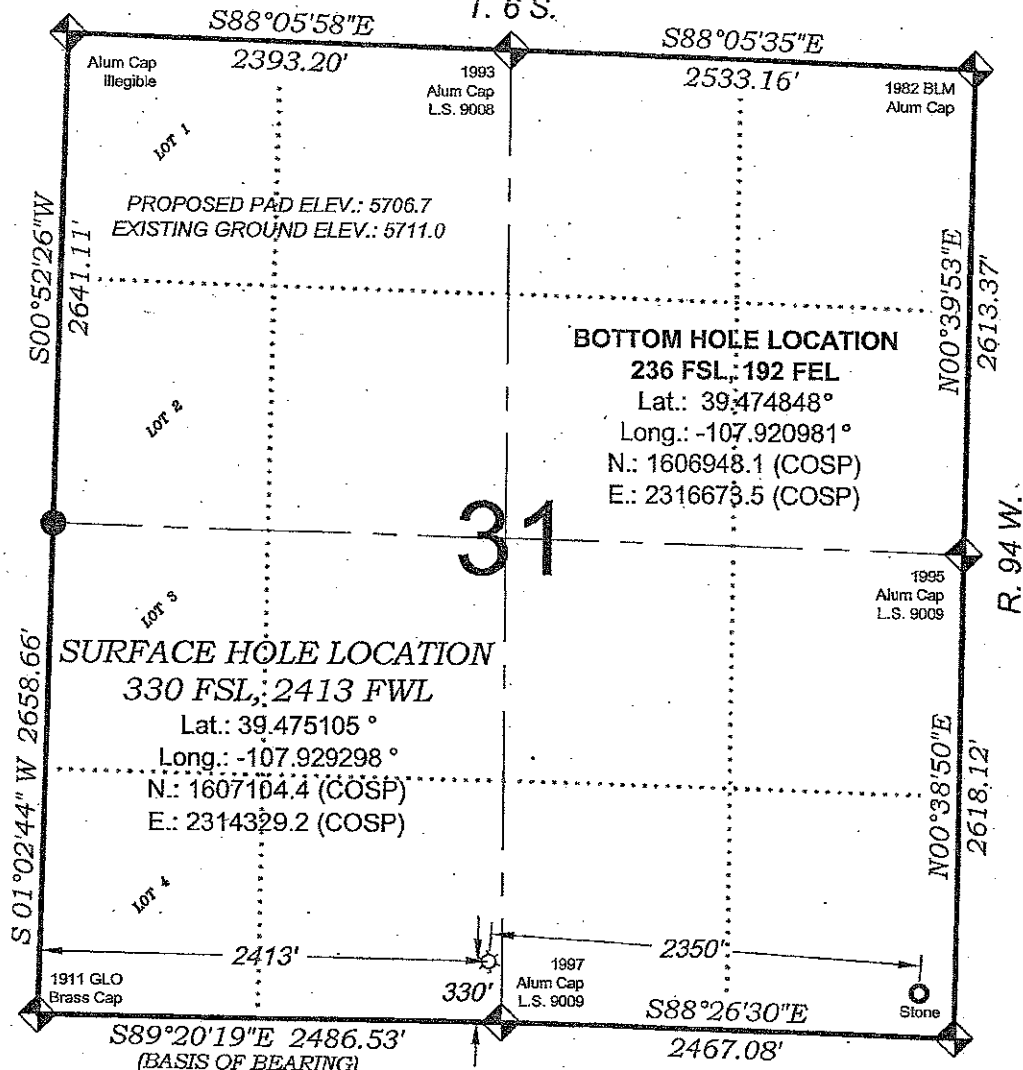 T. 6 S.
S88°05'58"E
2393.20'
S88°05'35"E
2533.16'
Alum Cap
Illegible
1993
Alum Cap
L.S. 9008
1982 BLM
Alum Cap
LOT 1
PROPOSED PAD ELEV.: 5706.7
EXISTING GROUND ELEV.: 5711.0
S00°52'26"W
2641.11'
N00°39'53"E
2613.37'
BOTTOM HOLE LOCATION
236 FSL, 192 FEL
Lat.: 39.474848°
Long.: -107.920981°
N.: 1606948.1 (COSP)
E.: 2316673.5 (COSP)
LOT 2
31
R. 94 W.
1995
Alum Cap
L.S. 9009
LOT 3
SURFACE HOLE LOCATION
330 FSL, 2413 FWL
Lat.: 39.475105 °
Long.: -107.929298 °
N.: 1607104.4 (COSP)
E.: 2314329.2 (COSP)
S 01°02'44" W 2658.66'
N00°38'50"E
2618.12'
LOT 4
2413'
2350'
1911 GLO
Brass Cap
330'
1997
Alum Cap
L.S. 9009
Stone
S89°20'19"E 2486.53'
(BASIS OF BEARING)
S88°26'30"E
2467.08'